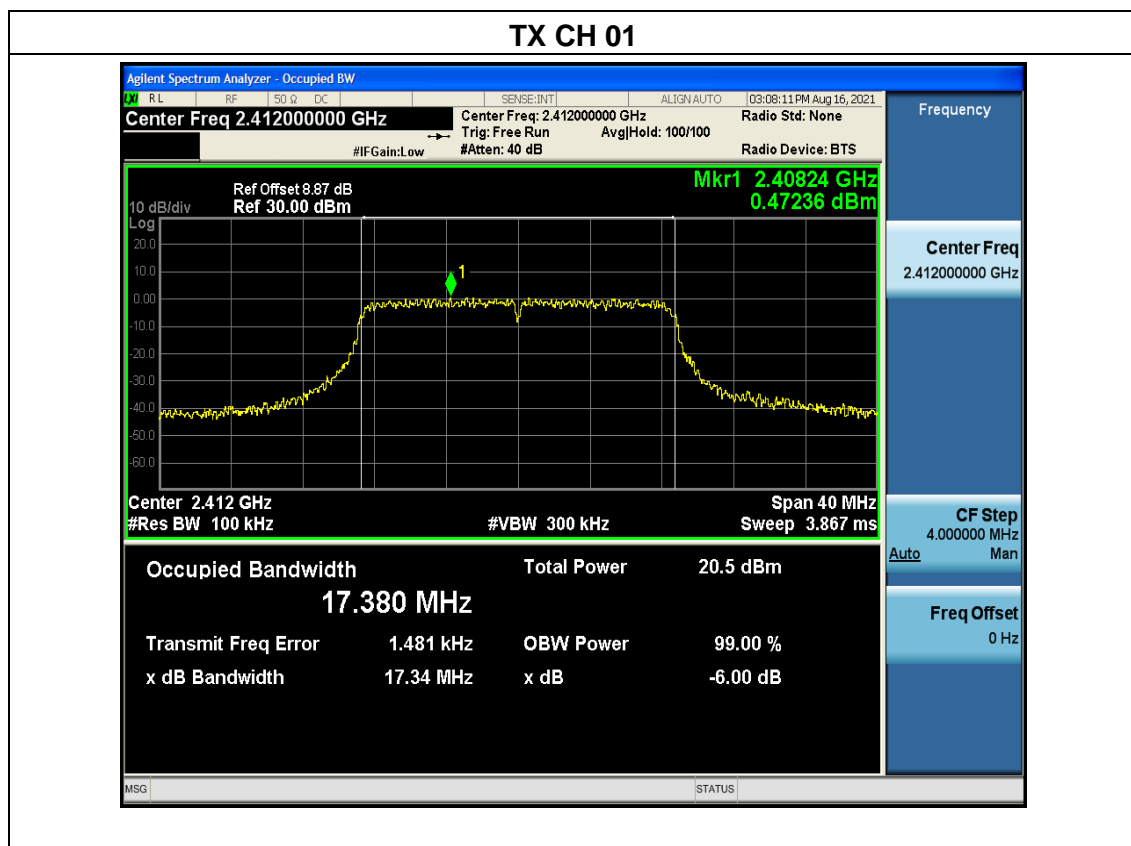 TX CH 01
Agilent Spectrum Analyzer - Occupied BW
LXI RL RF 50 Ω DC SENSE:INT ALIGN AUTO 03:08:11 PM Aug 16, 2021
Center Freq 2.412000000 GHz
Center Freq: 2.412000000 GHz Radio Std: None
Trig: Free Run Avg|Hold: 100/100
#IFGain:Low #Atten: 40 dB Radio Device: BTS
Frequency
Mkr1 2.40824 GHz
0.47236 dBm
Ref Offset 8.87 dB
10 dB/div Ref 30.00 dBm
Log
20.0
10.0
0.00
-10.0
-20.0
-30.0
-40.0
-50.0
-60.0
1
Center 2.412 GHz Span 40 MHz
#Res BW 100 kHz #VBW 300 kHz Sweep 3.867 ms
Center Freq
2.412000000 GHz
CF Step
4.000000 MHz
Auto Man
Freq Offset
0 Hz
Occupied Bandwidth Total Power 20.5 dBm
17.380 MHz
Transmit Freq Error 1.481 kHz OBW Power 99.00 %
x dB Bandwidth 17.34 MHz x dB -6.00 dB
MSG STATUS